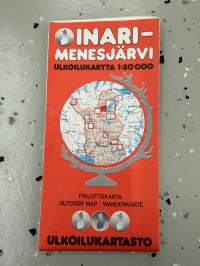 INARI-
MENESJÄRVI
ULKOILUKARTTA 1:50 000
FRILUFTSKARTA
OUTDOOR MAP · WANDERKARTE
ULKOILUKARTASTO